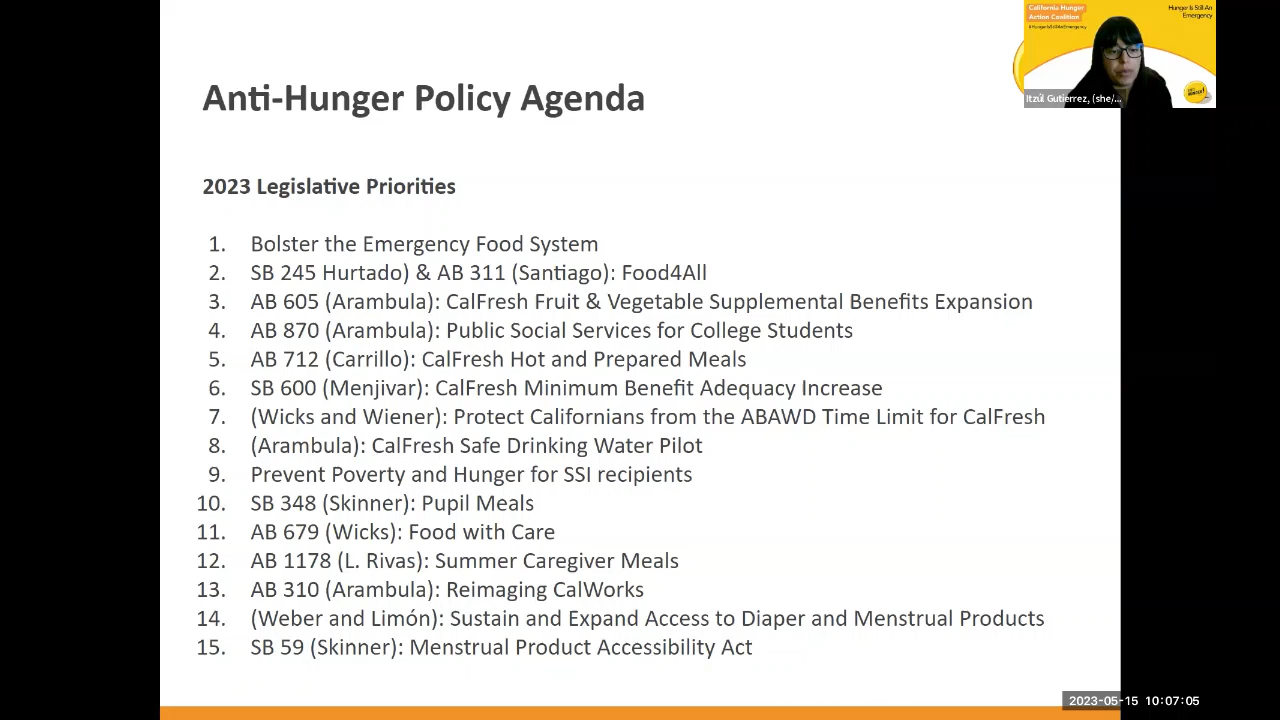 California Hunger
Action Coalition
#HungerIsStillAnEmergency
Hunger Is Still An
Emergency
Itzúl Gutierrez, (she/...
Anti-Hunger Policy Agenda
2023 Legislative Priorities
1. Bolster the Emergency Food System
2. SB 245 Hurtado) & AB 311 (Santiago): Food4All
3. AB 605 (Arambula): CalFresh Fruit & Vegetable Supplemental Benefits Expansion
4. AB 870 (Arambula): Public Social Services for College Students
5. AB 712 (Carrillo): CalFresh Hot and Prepared Meals
6. SB 600 (Menjivar): CalFresh Minimum Benefit Adequacy Increase
7. (Wicks and Wiener): Protect Californians from the ABAWD Time Limit for CalFresh
8. (Arambula): CalFresh Safe Drinking Water Pilot
9. Prevent Poverty and Hunger for SSI recipients
10. SB 348 (Skinner): Pupil Meals
11. AB 679 (Wicks): Food with Care
12. AB 1178 (L. Rivas): Summer Caregiver Meals
13. AB 310 (Arambula): Reimaging CalWorks
14. (Weber and Limón): Sustain and Expand Access to Diaper and Menstrual Products
15. SB 59 (Skinner): Menstrual Product Accessibility Act
2023-05-15 10:07:05